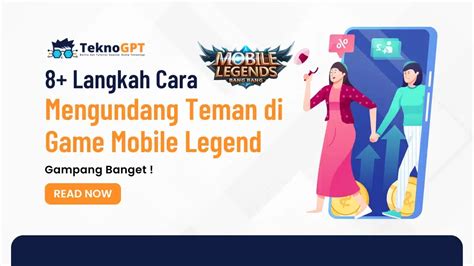 TeknoGPT
8+ Langkah Cara
MOBILE
LEGENDS
BANG BANG
Mengundang Teman di
Game Mobile Legend
Gampang Banget !
READ NOW